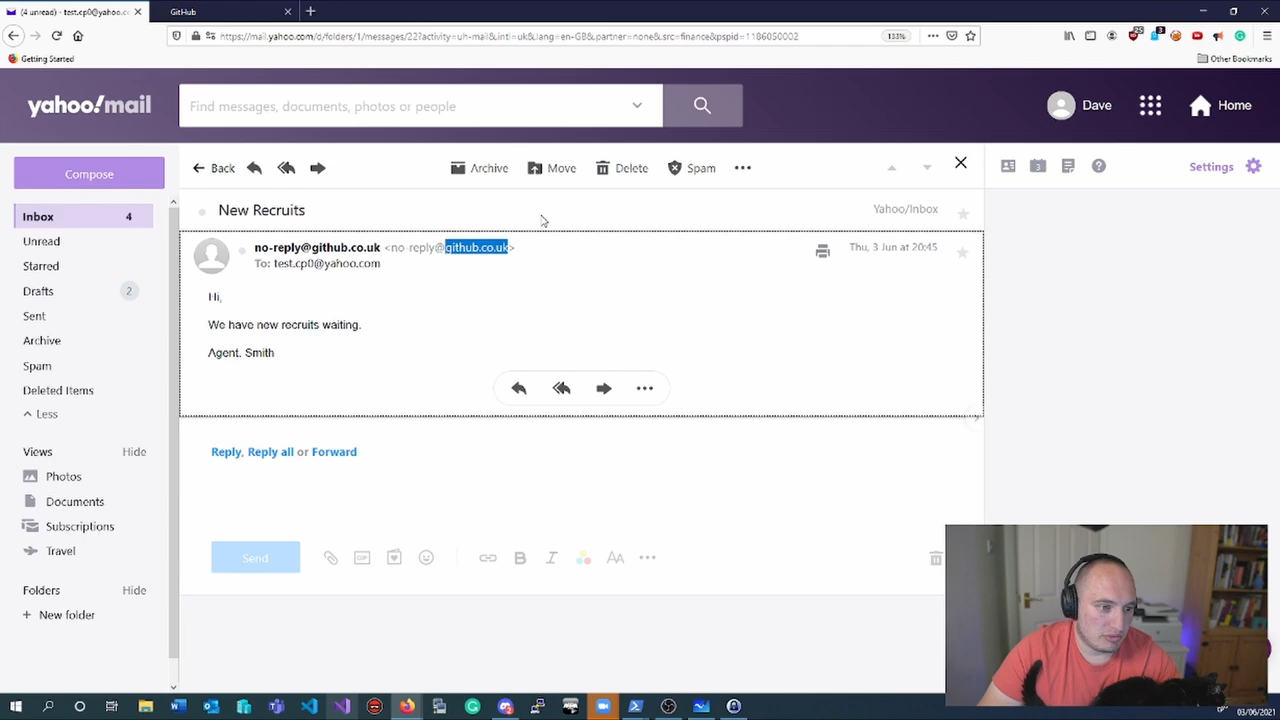 (4 unread) - test.cp0@yahoo.c
GitHub
https://mail.yahoo.com/d/folders/1/messages/22?activity=uh-mail&intl=uk&lang=en-GB&partner=none&src=finance&pspid=1186050002
133%
Getting Started
Other Bookmarks
yahoo!mail
Find messages, documents, photos or people
Dave
Home
Compose
Back
Archive
Move
Delete
Spam
Settings
Inbox 4
Unread
Starred
Drafts 2
Sent
Archive
Spam
Deleted Items
Less
Views Hide
Photos
Documents
Subscriptions
Travel
Folders Hide
+ New folder
New Recruits
Yahoo/Inbox
no-reply@github.co.uk <no-reply@github.co.uk>
Thu, 3 Jun at 20:45
To: test.cp0@yahoo.com
Hi,
We have new recruits waiting.
Agent. Smith
Reply, Reply all or Forward
Send
GIF
B I AA
03/06/2021